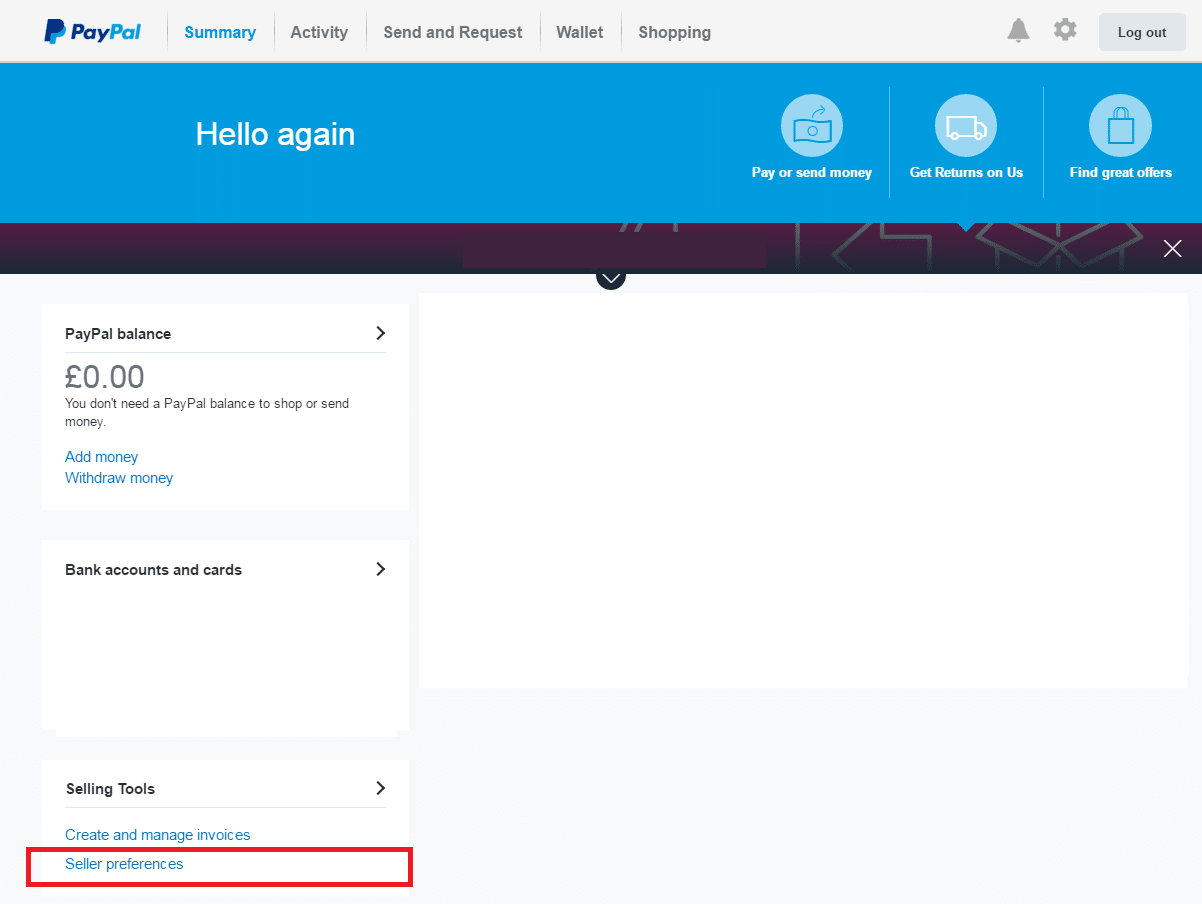 PayPal
Summary
Activity
Send and Request
Wallet
Shopping
Log out
Hello again
Pay or send money
Get Returns on Us
Find great offers
PayPal balance
£0.00
You don't need a PayPal balance to shop or send
money.
Add money
Withdraw money
Bank accounts and cards
Selling Tools
Create and manage invoices
Seller preferences